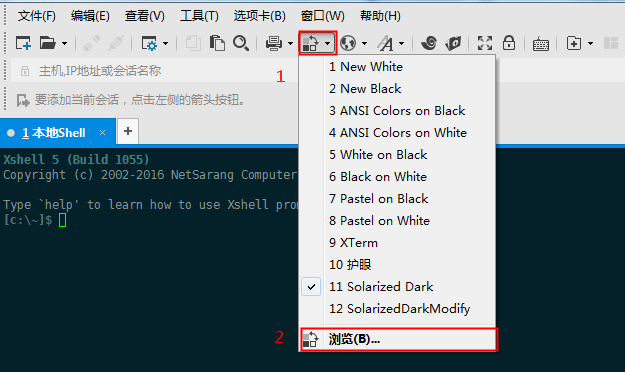 文件(F) 编辑(E) 查看(V) 工具(T) 选项卡(B) 窗口(W) 帮助(H)
主机,IP地址或会话名称
1
要添加当前会话，点击左侧的箭头按钮。
1 本地Shell × +
Xshell 5 (Build 1055)
Copyright (c) 2002-2016 NetSarang Computer
Type `help' to learn how to use Xshell pro
[c:\~]$
1 New White
2 New Black
3 ANSI Colors on Black
4 ANSI Colors on White
5 White on Black
6 Black on White
7 Pastel on Black
8 Pastel on White
9 XTerm
10 护眼
11 Solarized Dark
12 SolarizedDarkModify
2
浏览(B)...